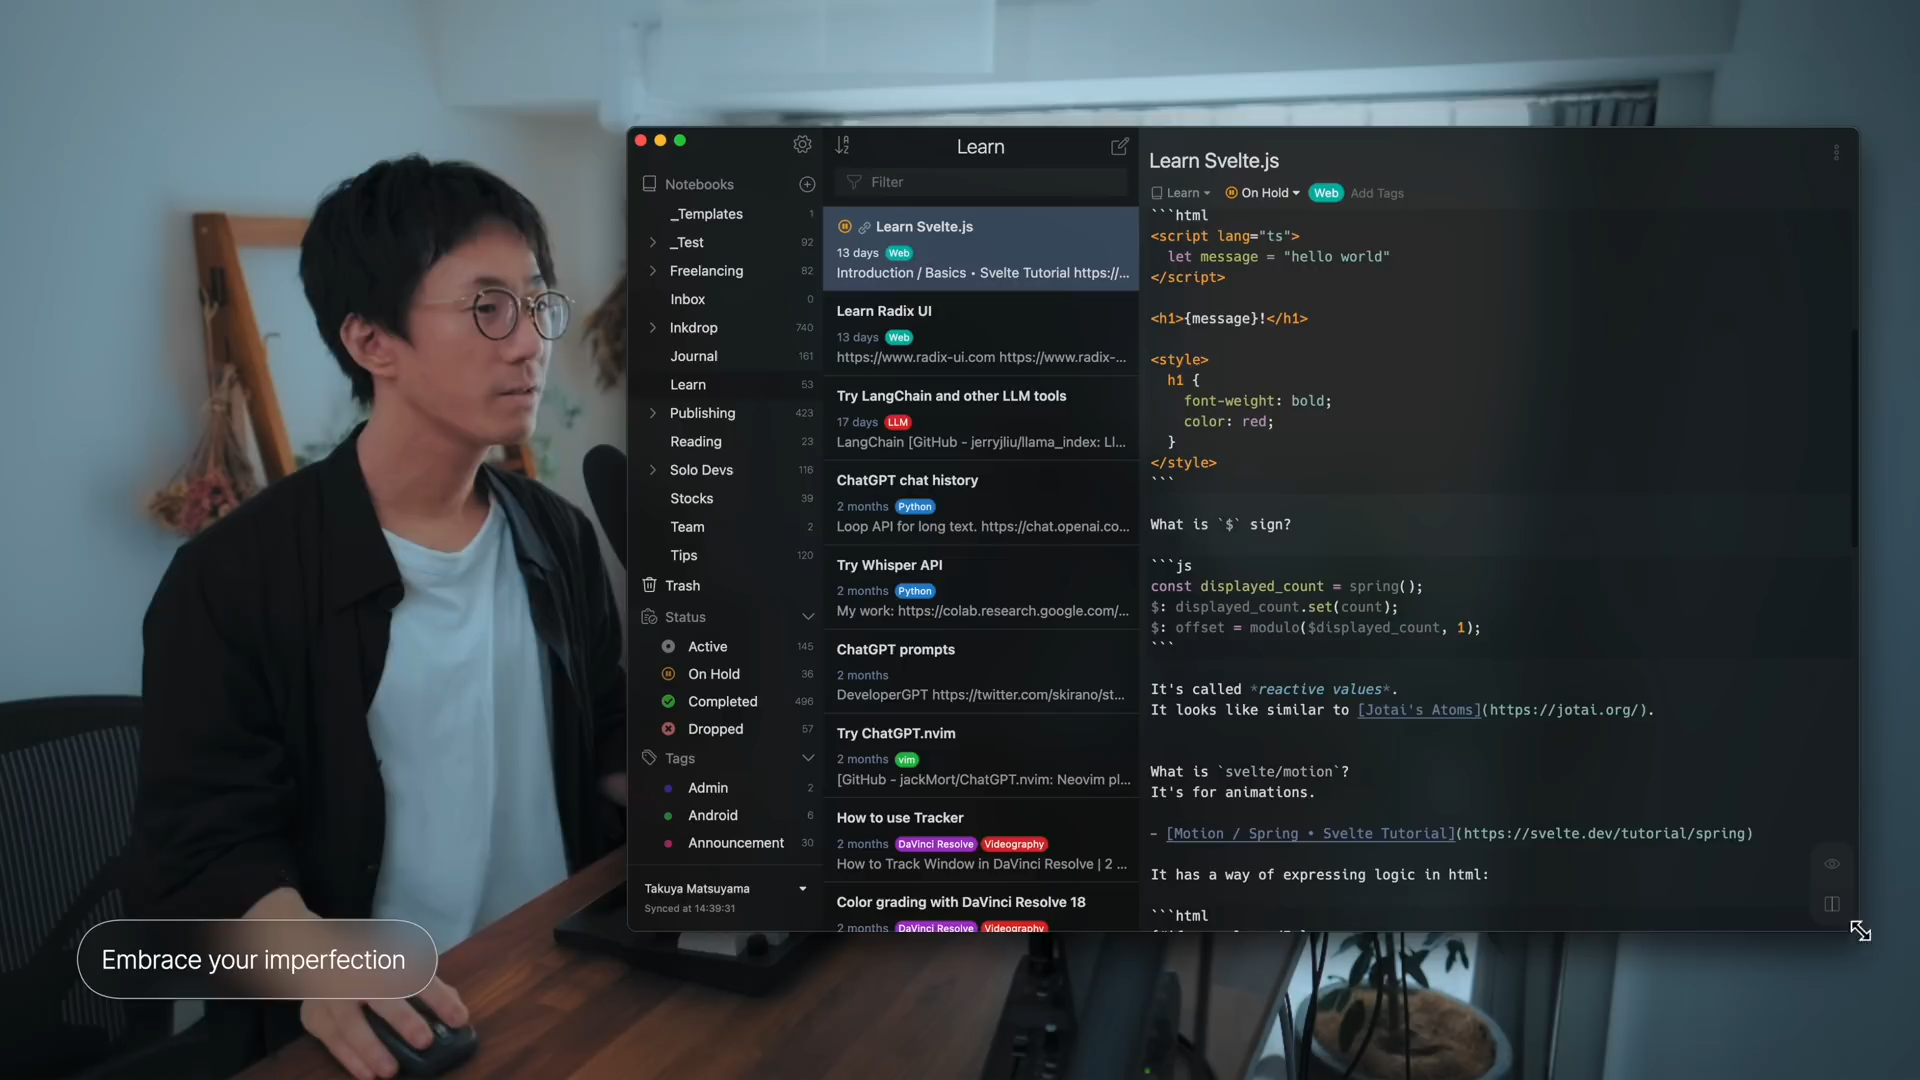 Notebooks
_Templates 1
_Test 92
Freelancing 82
Inbox 0
Inkdrop 740
Journal 161
Learn 53
Publishing 423
Reading 23
Solo Devs 116
Stocks 39
Team 2
Tips 120
Trash
Status
Active 145
On Hold 36
Completed 496
Dropped 57
Tags
Admin 2
Android 6
Announcement 30
Takuya Matsuyama
Synced at 14:39:31
Learn
Filter
Learn Svelte.js
13 days Web
Introduction / Basics • Svelte Tutorial https://...
Learn Radix UI
13 days Web
https://www.radix-ui.com https://www.radix-...
Try LangChain and other LLM tools
17 days LLM
LangChain [GitHub - jerryjliu/llama_index: Ll...
ChatGPT chat history
2 months Python
Loop API for long text. https://chat.openai.co...
Try Whisper API
2 months Python
My work: https://colab.research.google.com/...
ChatGPT prompts
2 months
DeveloperGPT https://twitter.com/skirano/st...
Try ChatGPT.nvim
2 months vim
[GitHub - jackMort/ChatGPT.nvim: Neovim pl...
How to use Tracker
2 months DaVinci Resolve Videography
How to Track Window in DaVinci Resolve | 2 ...
Color grading with DaVinci Resolve 18
2 months DaVinci Resolve Videography
Learn Svelte.js
Learn On Hold Web Add Tags
```html
<script lang="ts">
  let message = "hello world"
</script>
<h1>{message}!</h1>
<style>
  h1 {
    font-weight: bold;
    color: red;
  }
</style>
```
What is `$` sign?
```js
const displayed_count = spring();
$: displayed_count.set(count);
$: offset = modulo($displayed_count, 1);
```
It's called *reactive values*.
It looks like similar to [Jotai's Atoms](https://jotai.org/).
What is `svelte/motion`?
It's for animations.
- [Motion / Spring • Svelte Tutorial](https://svelte.dev/tutorial/spring)
It has a way of expressing logic in html:
```html
Embrace your imperfection